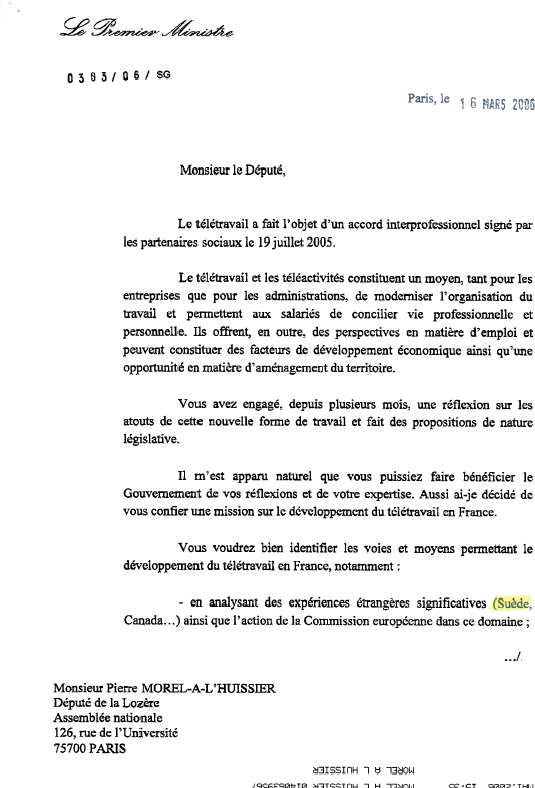 Le Premier Ministre
0383/06/SG
Paris, le 16 MARS 2006
Monsieur le Député,
Le télétravail a fait l'objet d'un accord interprofessionnel signé par
les partenaires sociaux le 19 juillet 2005.
Le télétravail et les téléactivités constituent un moyen, tant pour les
entreprises que pour les administrations, de moderniser l'organisation du
travail et permettent aux salariés de concilier vie professionnelle et
personnelle. Ils offrent, en outre, des perspectives en matière d'emploi et
peuvent constituer des facteurs de développement économique ainsi qu'une
opportunité en matière d'aménagement du territoire.
Vous avez engagé, depuis plusieurs mois, une réflexion sur les
atouts de cette nouvelle forme de travail et fait des propositions de nature
législative.
Il m'est apparu naturel que vous puissiez faire bénéficier le
Gouvernement de vos réflexions et de votre expertise. Aussi ai-je décidé de
vous confier une mission sur le développement du télétravail en France.
Vous voudrez bien identifier les voies et moyens permettant le
développement du télétravail en France, notamment :
- en analysant des expériences étrangères significatives (Suède,
Canada...) ainsi que l'action de la Commission européenne dans ce domaine ;
.../
Monsieur Pierre MOREL-A-L'HUISSIER
Député de la Lozère
Assemblée nationale
126, rue de l'Université
75700 PARIS
MOREL A L HUISSIER
MOREL A L HUISSIER